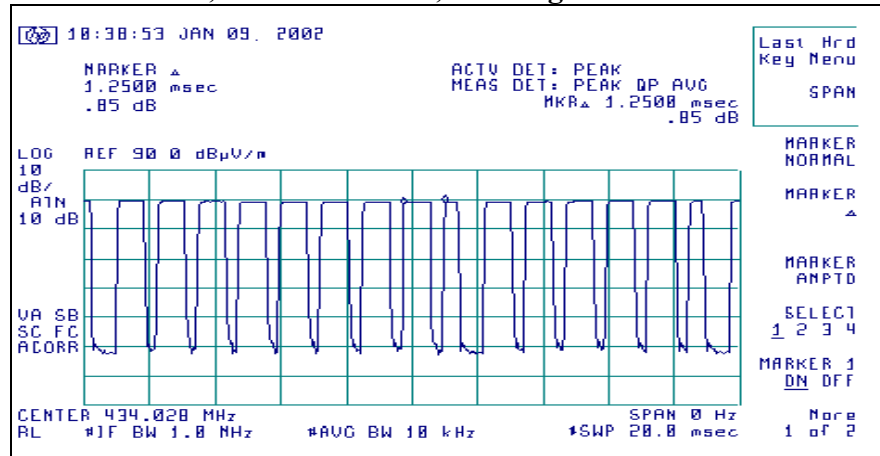 10:38:53 JAN 09. 2002
MARKER ▵
1.2500 msec
.85 dB
ACTV DET: PEAK
MEAS DET: PEAK QP AVG
MKR▵ 1.2500 msec
.85 dB
LOG REF 90 0 dBµV/m
10
dB/
ATN
10 dB
VA SB
SC FC
ACORR
CENTER 434.028 MHz SPAN 0 Hz
RL #IF BW 1.0 MHz #AVG BW 10 kHz #SWP 20.0 msec
Last Hrd
Key Menu
SPAN
MARKER
NORMAL
MARKER
▵
MARKER
AMPTD
SELECT
1 2 3 4
MARKER 1
ON OFF
More
1 of 2